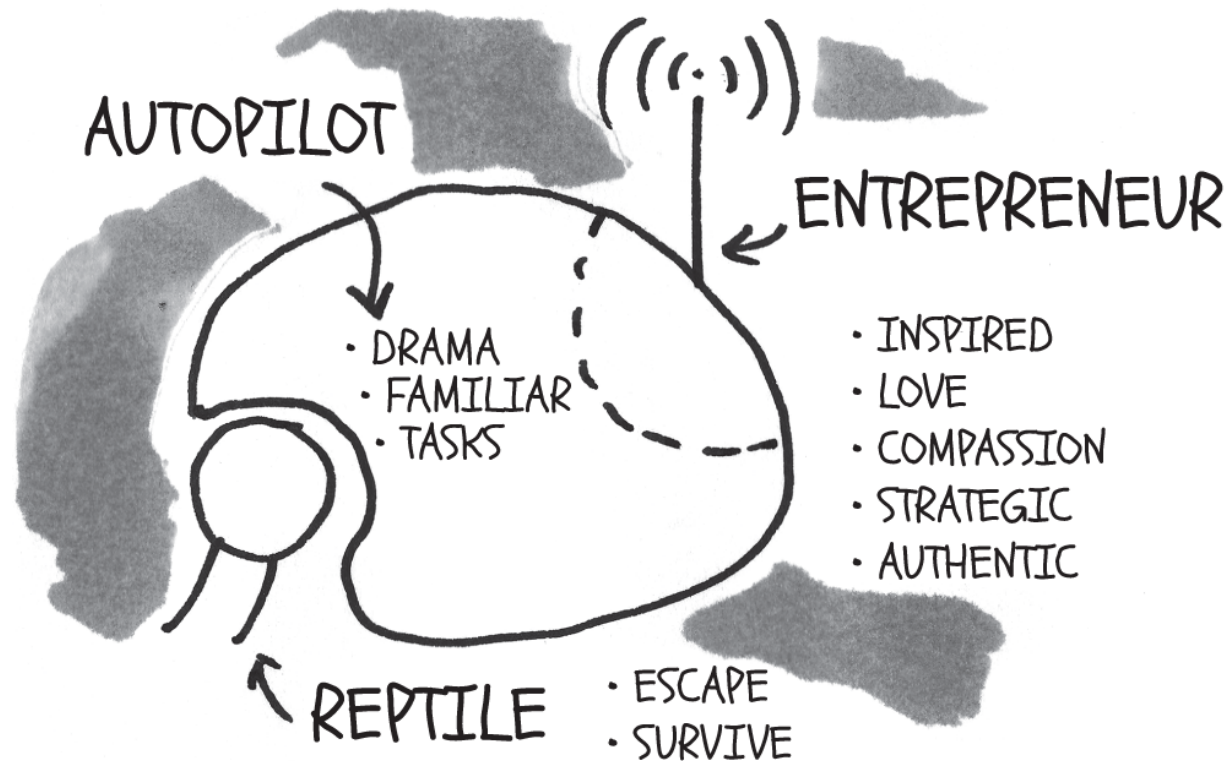 AUTOPILOT
ENTREPRENEUR
• DRAMA
• FAMILIAR
• TASKS
• INSPIRED
• LOVE
• COMPASSION
• STRATEGIC
• AUTHENTIC
REPTILE
• ESCAPE
• SURVIVE